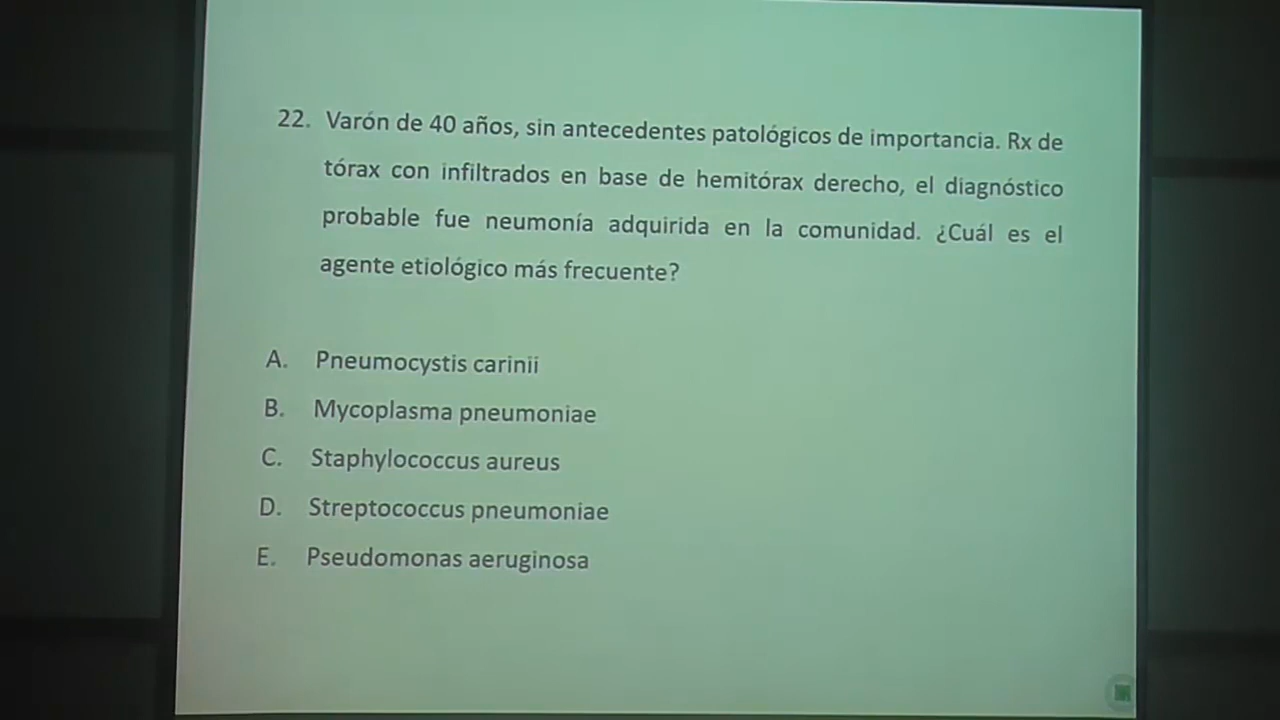 22. Varón de 40 años, sin antecedentes patológicos de importancia. Rx de
tórax con infiltrados en base de hemitórax derecho, el diagnóstico
probable fue neumonía adquirida en la comunidad. ¿Cuál es el
agente etiológico más frecuente?
A. Pneumocystis carinii
B. Mycoplasma pneumoniae
C. Staphylococcus aureus
D. Streptococcus pneumoniae
E. Pseudomonas aeruginosa